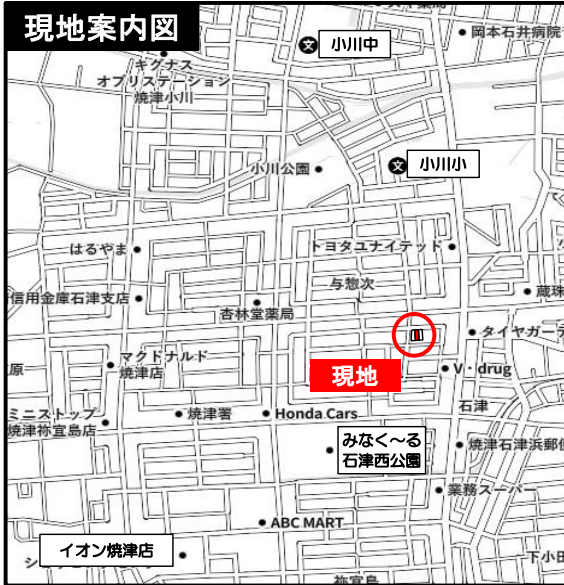 現地案内図
岡本石井病院
小川中
キグナス
オブリステーション
焼津小川
小川公園
小川小
はるやま
トヨタユナイテッド
与惣次
信用金庫石津支店
杏林堂薬局
蔵珠
タイヤガーデ
マクドナルド
焼津店
原
現地
V・drug
石津
ミニストップ
焼津祢宜島店
焼津署
Honda Cars
みなく～る
石津西公園
焼津石津浜郵便
業務スーパー
ABC MART
イオン焼津店
下小田
祢宜島